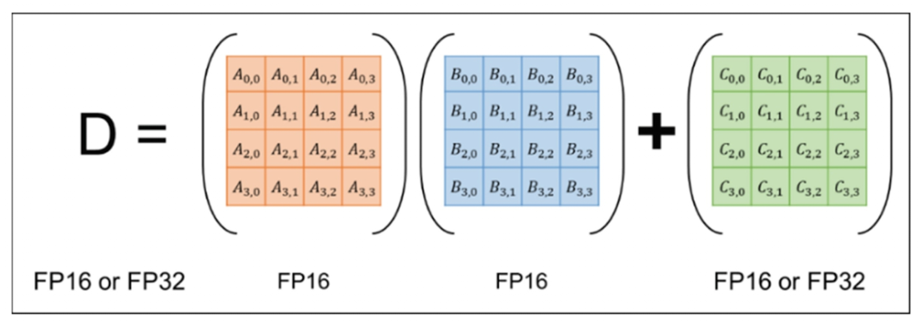 A0,0 A0,1 A0,2 A0,3 B0,0 B0,1 B0,2 B0,3 C0,0 C0,1 C0,2 C0,3
A1,0 A1,1 A1,2 A1,3 B1,0 B1,1 B1,2 B1,3 C1,0 C1,1 C1,2 C1,3
D = +
A2,0 A2,1 A2,2 A2,3 B2,0 B2,1 B2,2 B2,3 C2,0 C2,1 C2,2 C2,3
A3,0 A3,1 A3,2 A3,3 B3,0 B3,1 B3,2 B3,3 C3,0 C3,1 C3,2 C3,3
FP16 or FP32 FP16 FP16 FP16 or FP32